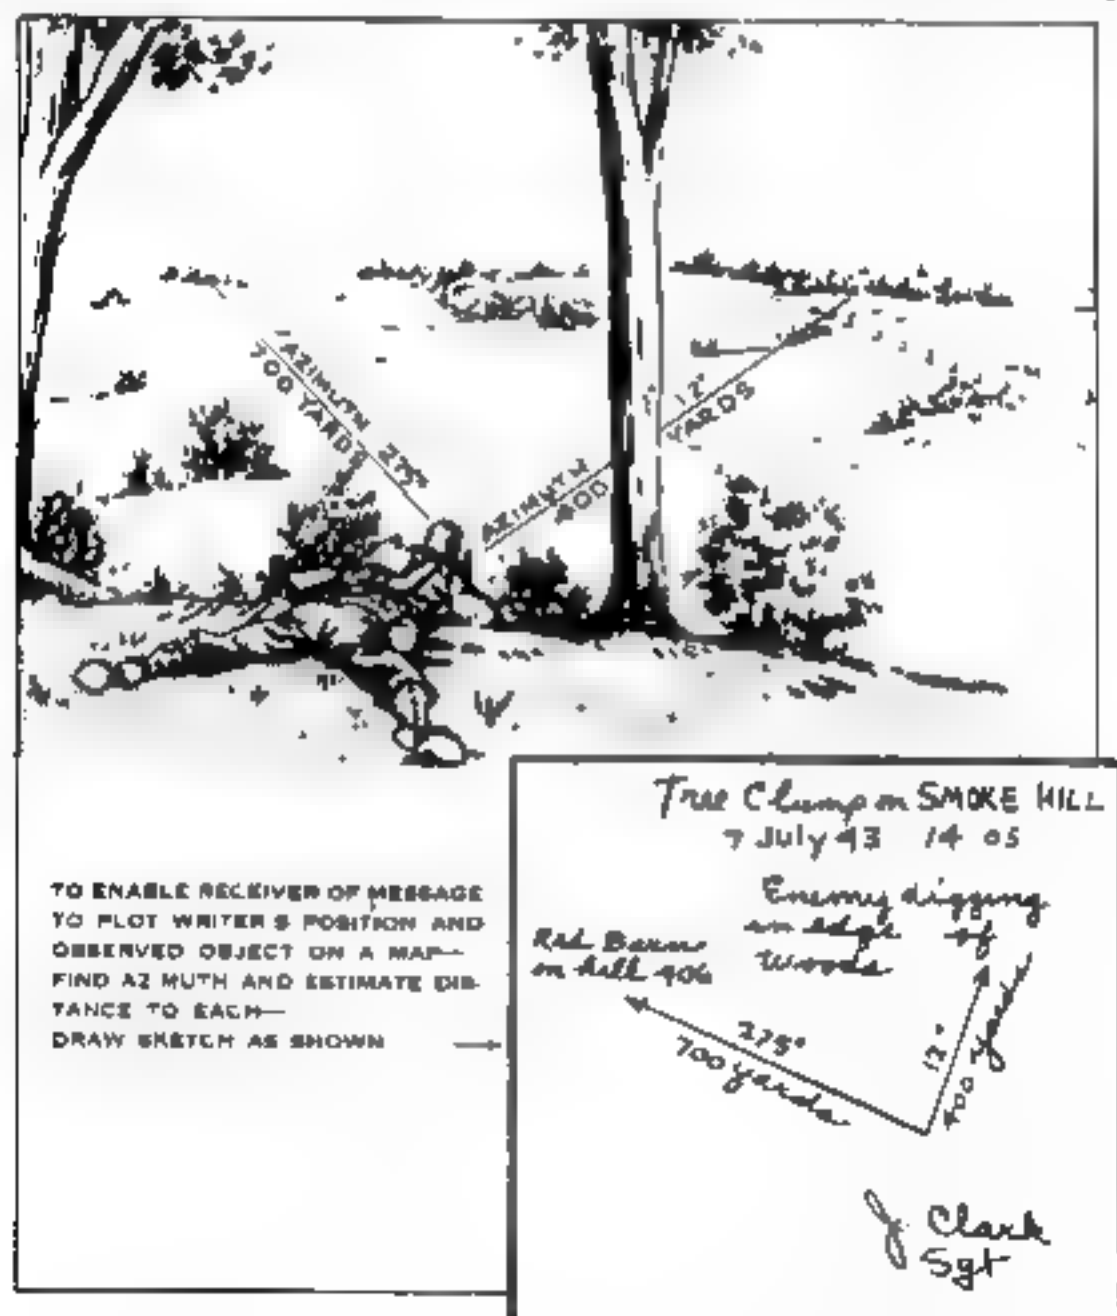 AZIMUTH 275°
700 YARDS
AZIMUTH 12°
400 YARDS
TO ENABLE RECEIVER OF MESSAGE
TO PLOT WRITER S POSITION AND
OBSERVED OBJECT ON A MAP—
FIND AZ MUTH AND ESTIMATE DIS-
TANCE TO EACH—
DRAW SKETCH AS SHOWN
Tree Clump on SMOKE HILL
7 July 43 14 05
Enemy digging
on edge of
woods
Red Barn
on hill 406
275°
700 yards
12°
400 yards
J Clark
Sgt